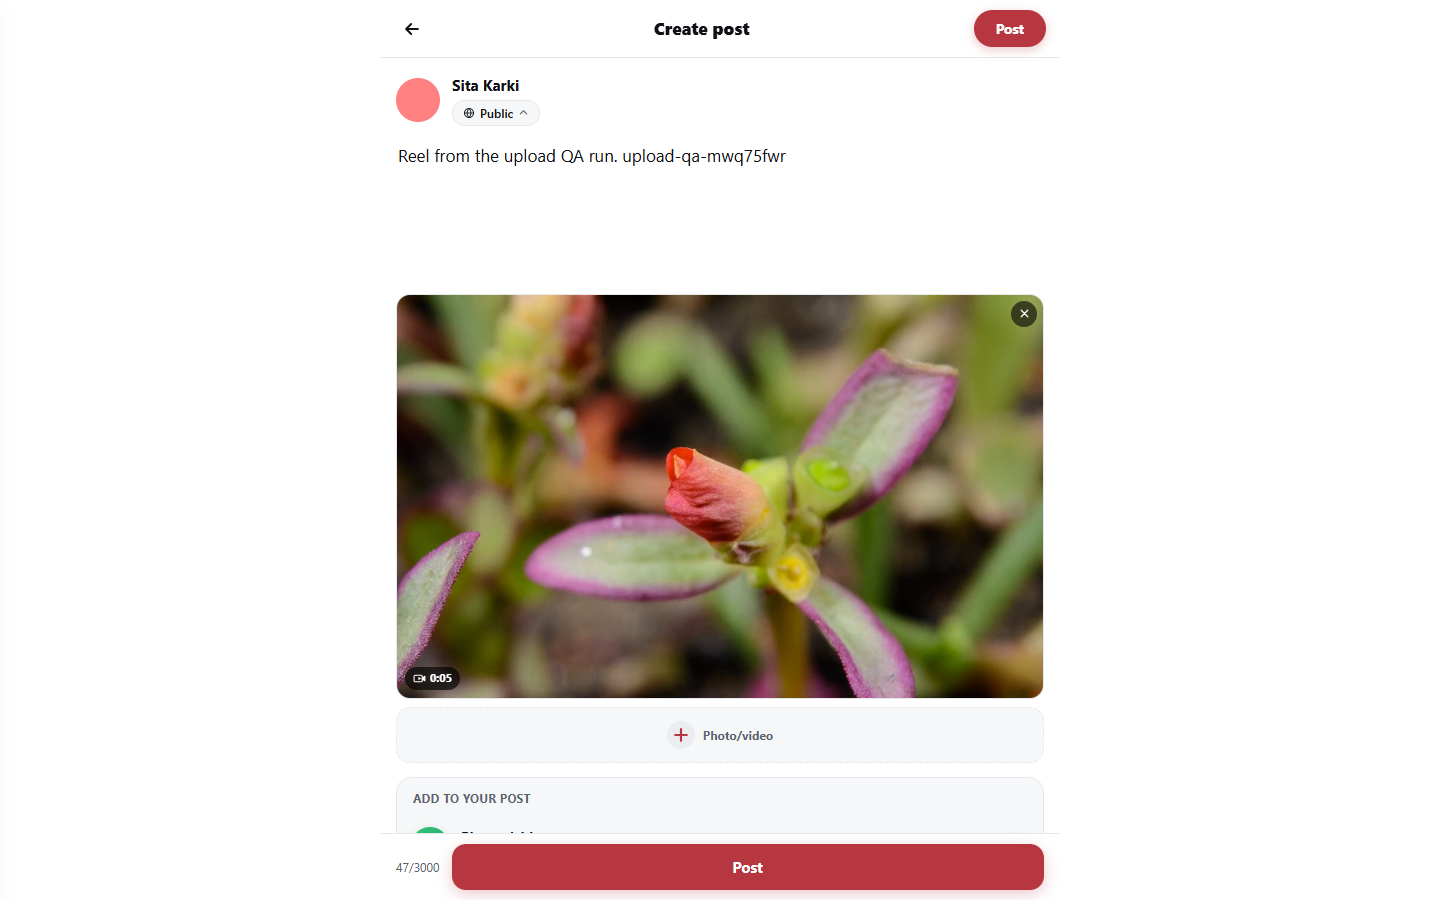 Create post
Post
Sita Karki
Public
Reel from the upload QA run. upload-qa-mwq75fwr
0:05
Photo/video
ADD TO YOUR POST
47/3000
Post